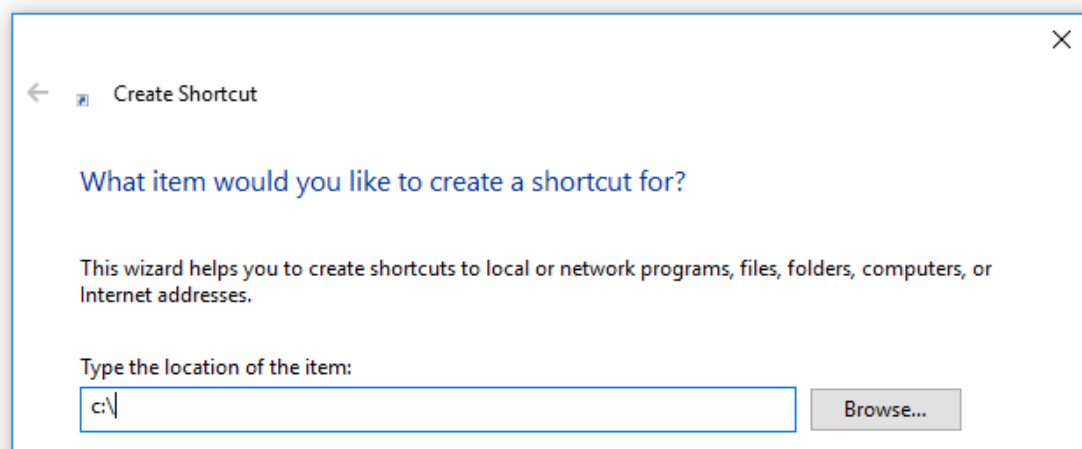 Create Shortcut
What item would you like to create a shortcut for?
This wizard helps you to create shortcuts to local or network programs, files, folders, computers, or
Internet addresses.
Type the location of the item:
c:\
Browse...